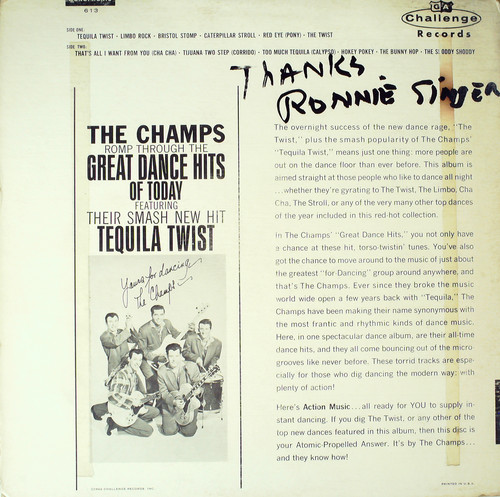 613
Challenge
Records
SIDE ONE
TEQUILA TWIST · LIMBO ROCK · BRISTOL STOMP · CATERPILLAR STROLL · RED EYE (PONY) · THE TWIST
SIDE TWO
THAT'S ALL I WANT FROM YOU (CHA CHA) · TIJUANA TWO STEP (CORRIDO) · TOO MUCH TEQUILA (CALYPSO) · HOKEY POKEY · THE BUNNY HOP · THE SHODDY SHODDY
THANKS
RONNIE SINGER
THE CHAMPS
ROMP THROUGH THE
GREAT DANCE HITS
OF TODAY
FEATURING
THEIR SMASH NEW HIT
TEQUILA TWIST
Yours for dancing
The Champs
The overnight success of the new dance rage, "The
Twist," plus the smash popularity of The Champs'
"Tequila Twist," means just one thing: more people are
out on the dance floor than ever before. This album is
aimed straight at those people who like to dance all night
...whether they're gyrating to The Twist, The Limbo, Cha
Cha, The Stroll, or any of the very many other top dances
of the year included in this red-hot collection.
In The Champs' "Great Dance Hits," you not only have
a chance at these hit, torso-twistin' tunes. You've also
got the chance to move around to the music of just about
the greatest "for Dancing" group around anywhere, and
that's The Champs. Ever since they broke the music
world wide open a few years back with "Tequila," The
Champs have been making their name synonymous with
the most frantic and rhythmic kinds of dance music.
Here, in one spectacular dance album, are their all-time
dance hits, and they all come bouncing out of the micro
grooves like never before. These torrid tracks are espe-
cially for those who dig dancing the modern way: with
plenty of action!
Here's Action Music...all ready for YOU to supply in-
stant dancing. If you dig The Twist, or any other of the
top new dances featured in this album, then this disc is
your Atomic-Propelled Answer. It's by The Champs...
and they know how!
©1962—CHALLENGE RECORDS, INC.
PRINTED IN U.S.A.